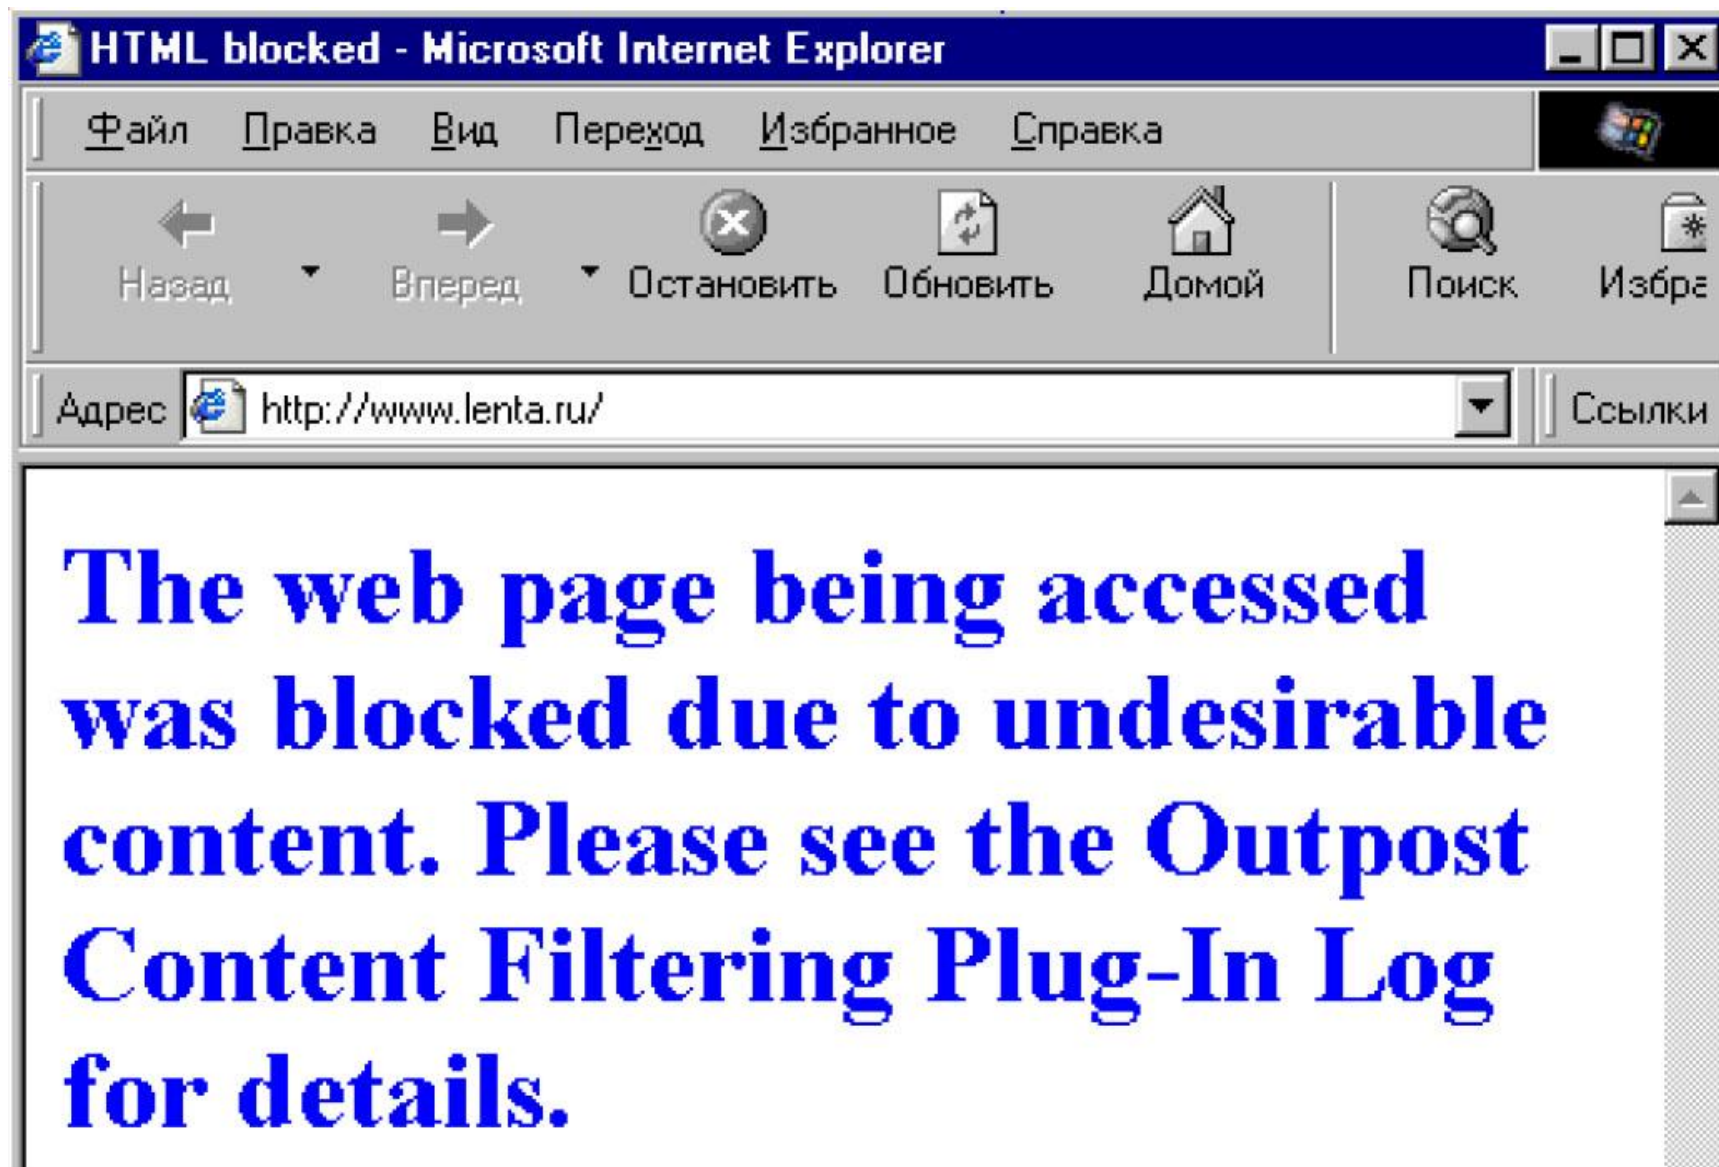 HTML blocked - Microsoft Internet Explorer
Файл Правка Вид Переход Избранное Справка
Назад Вперед Остановить Обновить Домой Поиск Избра
Адрес http://www.lenta.ru/ Ссылки
The web page being accessed
was blocked due to undesirable
content. Please see the Outpost
Content Filtering Plug-In Log
for details.